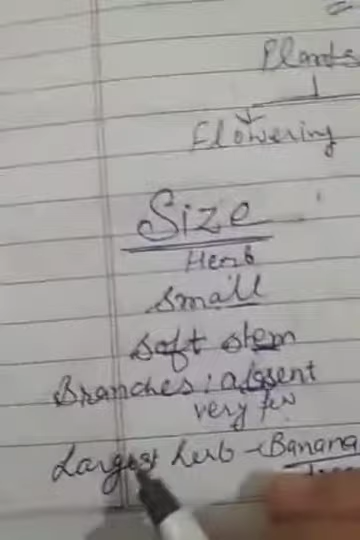 Plants
Flowering
Size
Herb
small
soft stem
Branches : absent
very few
Largest herb - Banana